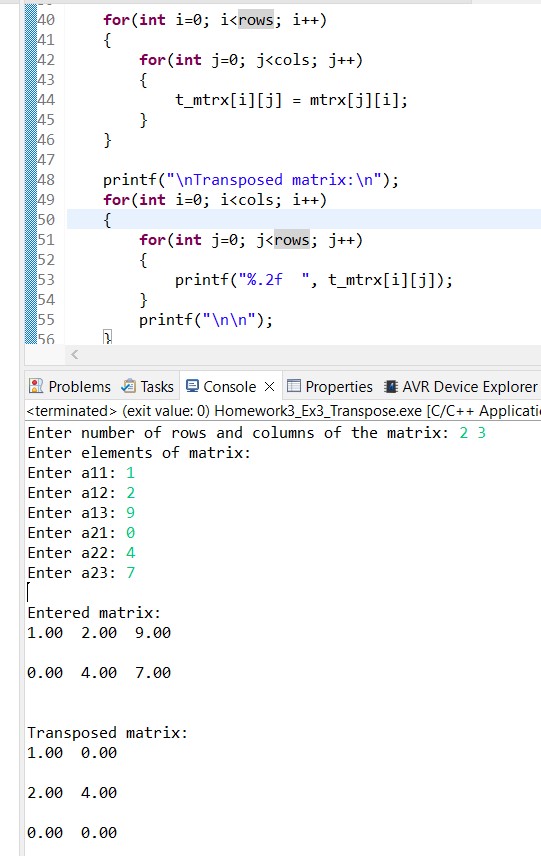 40 for(int i=0; i<rows; i++)
41 {
42 for(int j=0; j<cols; j++)
43 {
44 t_mtrx[i][j] = mtrx[j][i];
45 }
46 }
47
48 printf("\nTransposed matrix:\n");
49 for(int i=0; i<cols; i++)
50 {
51 for(int j=0; j<rows; j++)
52 {
53 printf("%.2f  ", t_mtrx[i][j]);
54 }
55 printf("\n\n");
56 }
<
Problems Tasks Console × Properties AVR Device Explorer
<terminated> (exit value: 0) Homework3_Ex3_Transpose.exe [C/C++ Applicati
Enter number of rows and columns of the matrix: 2 3
Enter elements of matrix:
Enter a11: 1
Enter a12: 2
Enter a13: 9
Enter a21: 0
Enter a22: 4
Enter a23: 7
Entered matrix:
1.00  2.00  9.00
0.00  4.00  7.00
Transposed matrix:
1.00  0.00
2.00  4.00
0.00  0.00